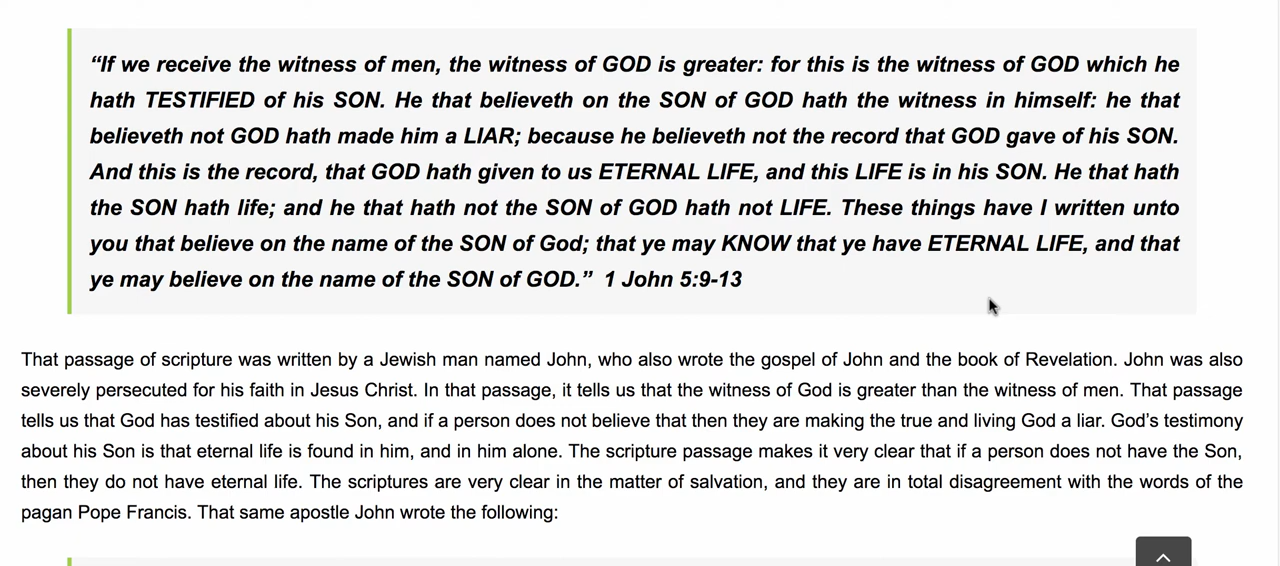 “If we receive the witness of men, the witness of GOD is greater: for this is the witness of GOD which he
hath TESTIFIED of his SON. He that believeth on the SON of GOD hath the witness in himself: he that
believeth not GOD hath made him a LIAR; because he believeth not the record that GOD gave of his SON.
And this is the record, that GOD hath given to us ETERNAL LIFE, and this LIFE is in his SON. He that hath
the SON hath life; and he that hath not the SON of GOD hath not LIFE. These things have I written unto
you that believe on the name of the SON of God; that ye may KNOW that ye have ETERNAL LIFE, and that
ye may believe on the name of the SON of GOD.” 1 John 5:9-13
That passage of scripture was written by a Jewish man named John, who also wrote the gospel of John and the book of Revelation. John was also
severely persecuted for his faith in Jesus Christ. In that passage, it tells us that the witness of God is greater than the witness of men. That passage
tells us that God has testified about his Son, and if a person does not believe that then they are making the true and living God a liar. God’s testimony
about his Son is that eternal life is found in him, and in him alone. The scripture passage makes it very clear that if a person does not have the Son,
then they do not have eternal life. The scriptures are very clear in the matter of salvation, and they are in total disagreement with the words of the
pagan Pope Francis. That same apostle John wrote the following: